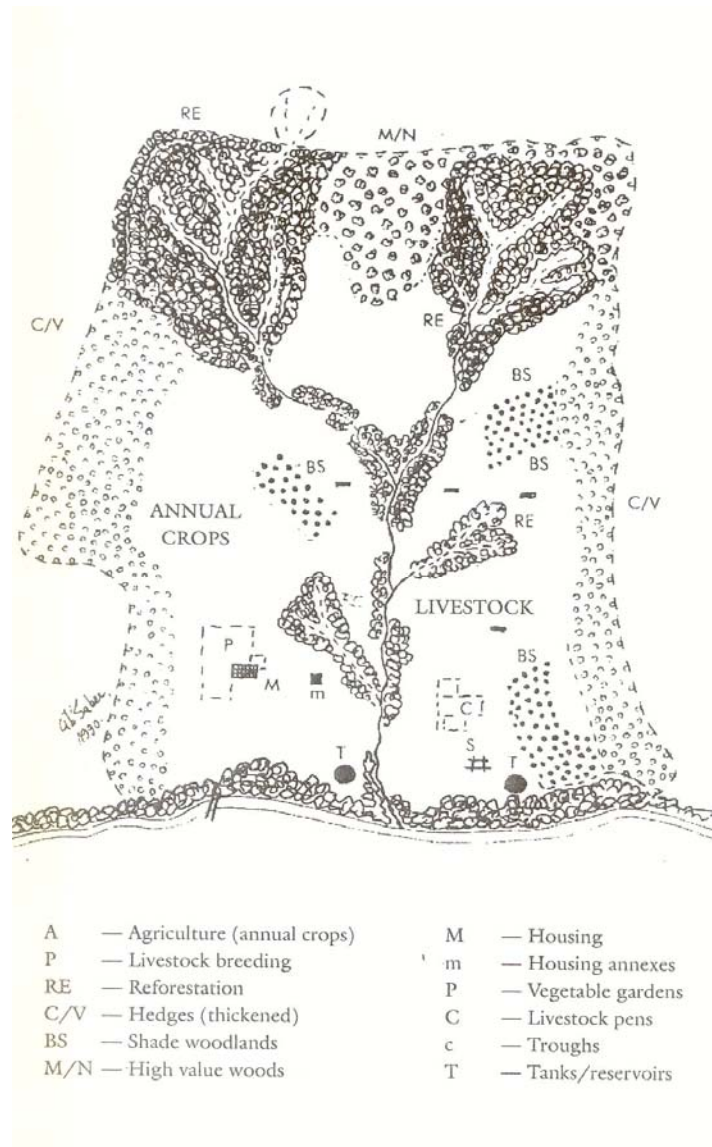 RE
M/N
C/V
RE
BS
BS
BS
C/V
ANNUAL
CROPS
RE
LIVESTOCK
P
BS
M
m
C
1990.
S
T
T
A — Agriculture (annual crops)
P — Livestock breeding
RE — Reforestation
C/V — Hedges (thickened)
BS — Shade woodlands
M/N — High value woods
M — Housing
m — Housing annexes
P — Vegetable gardens
C — Livestock pens
c — Troughs
T — Tanks/reservoirs